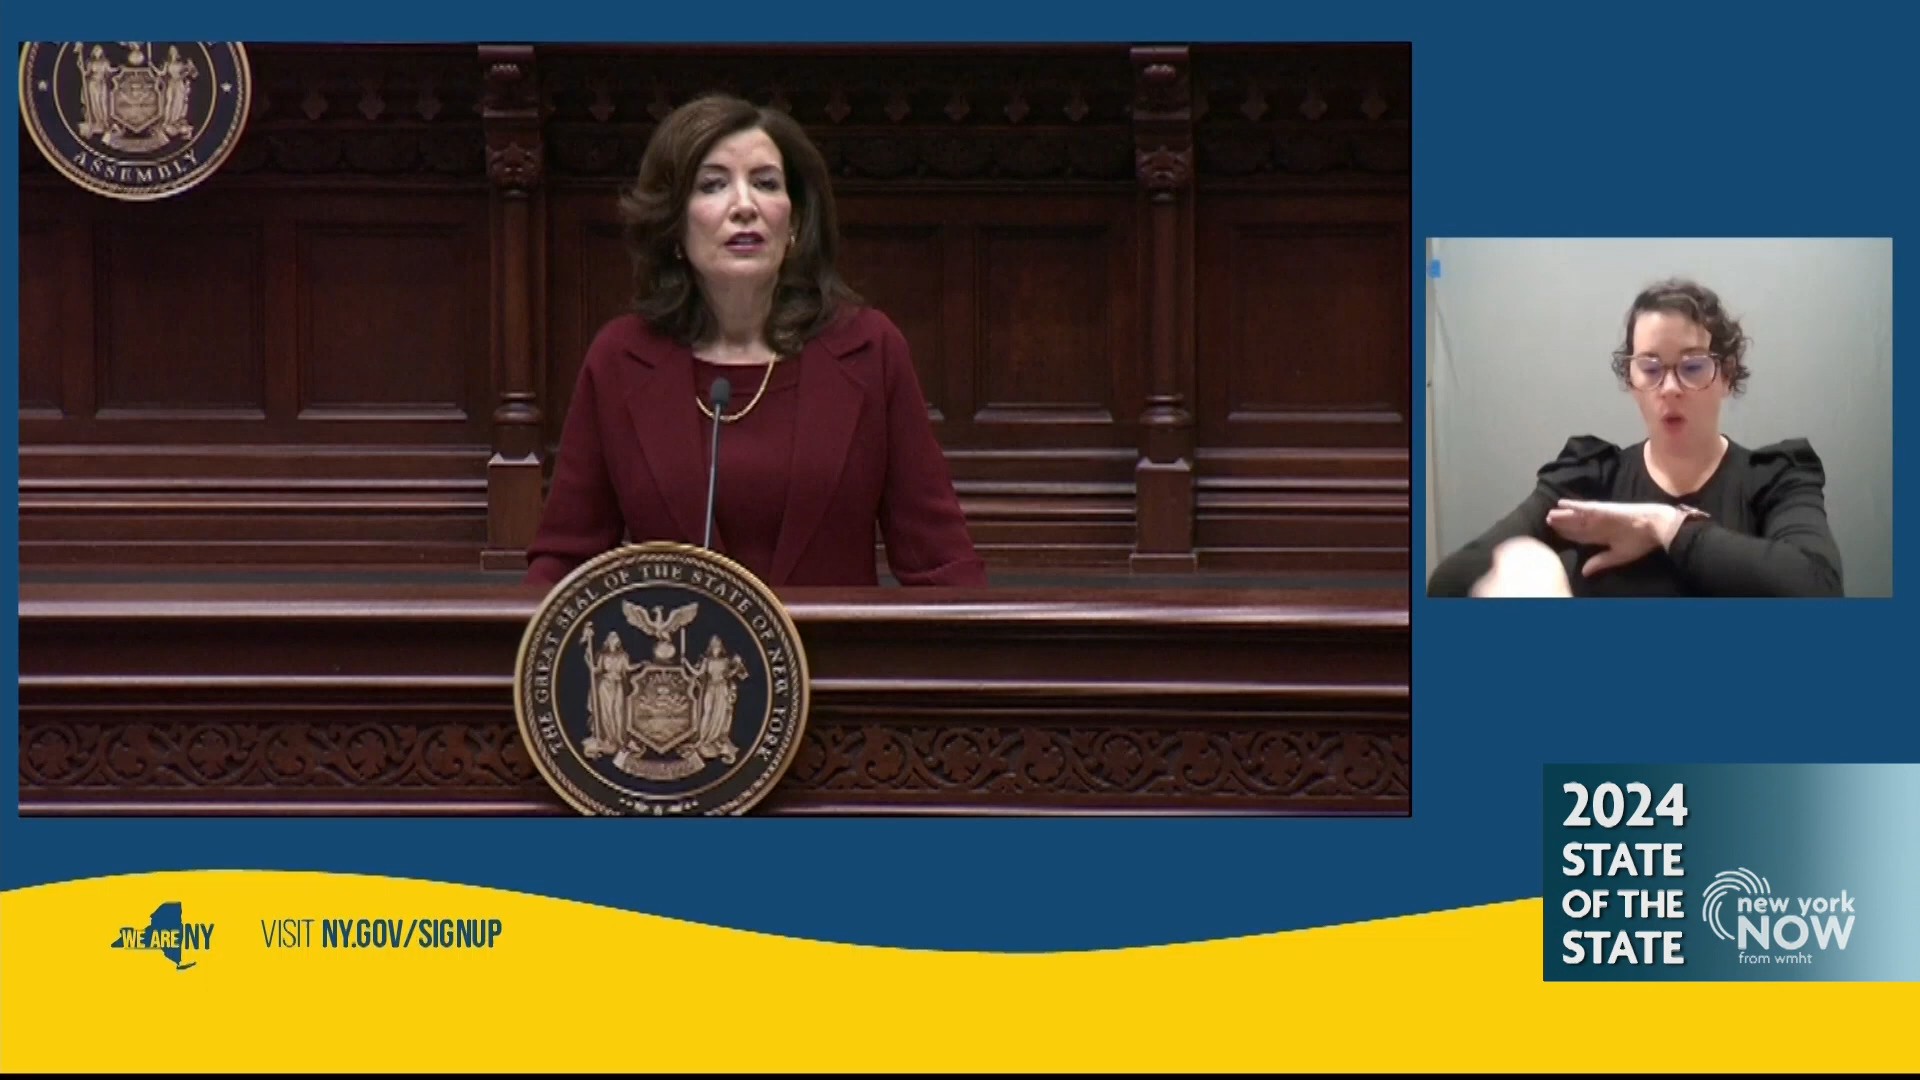 ASSEMBLY
THE GREAT SEAL OF THE STATE OF NEW YORK
WE ARE NY
VISIT NY.GOV/SIGNUP
2024
STATE
OF THE
STATE
new york
NOW
from wmht